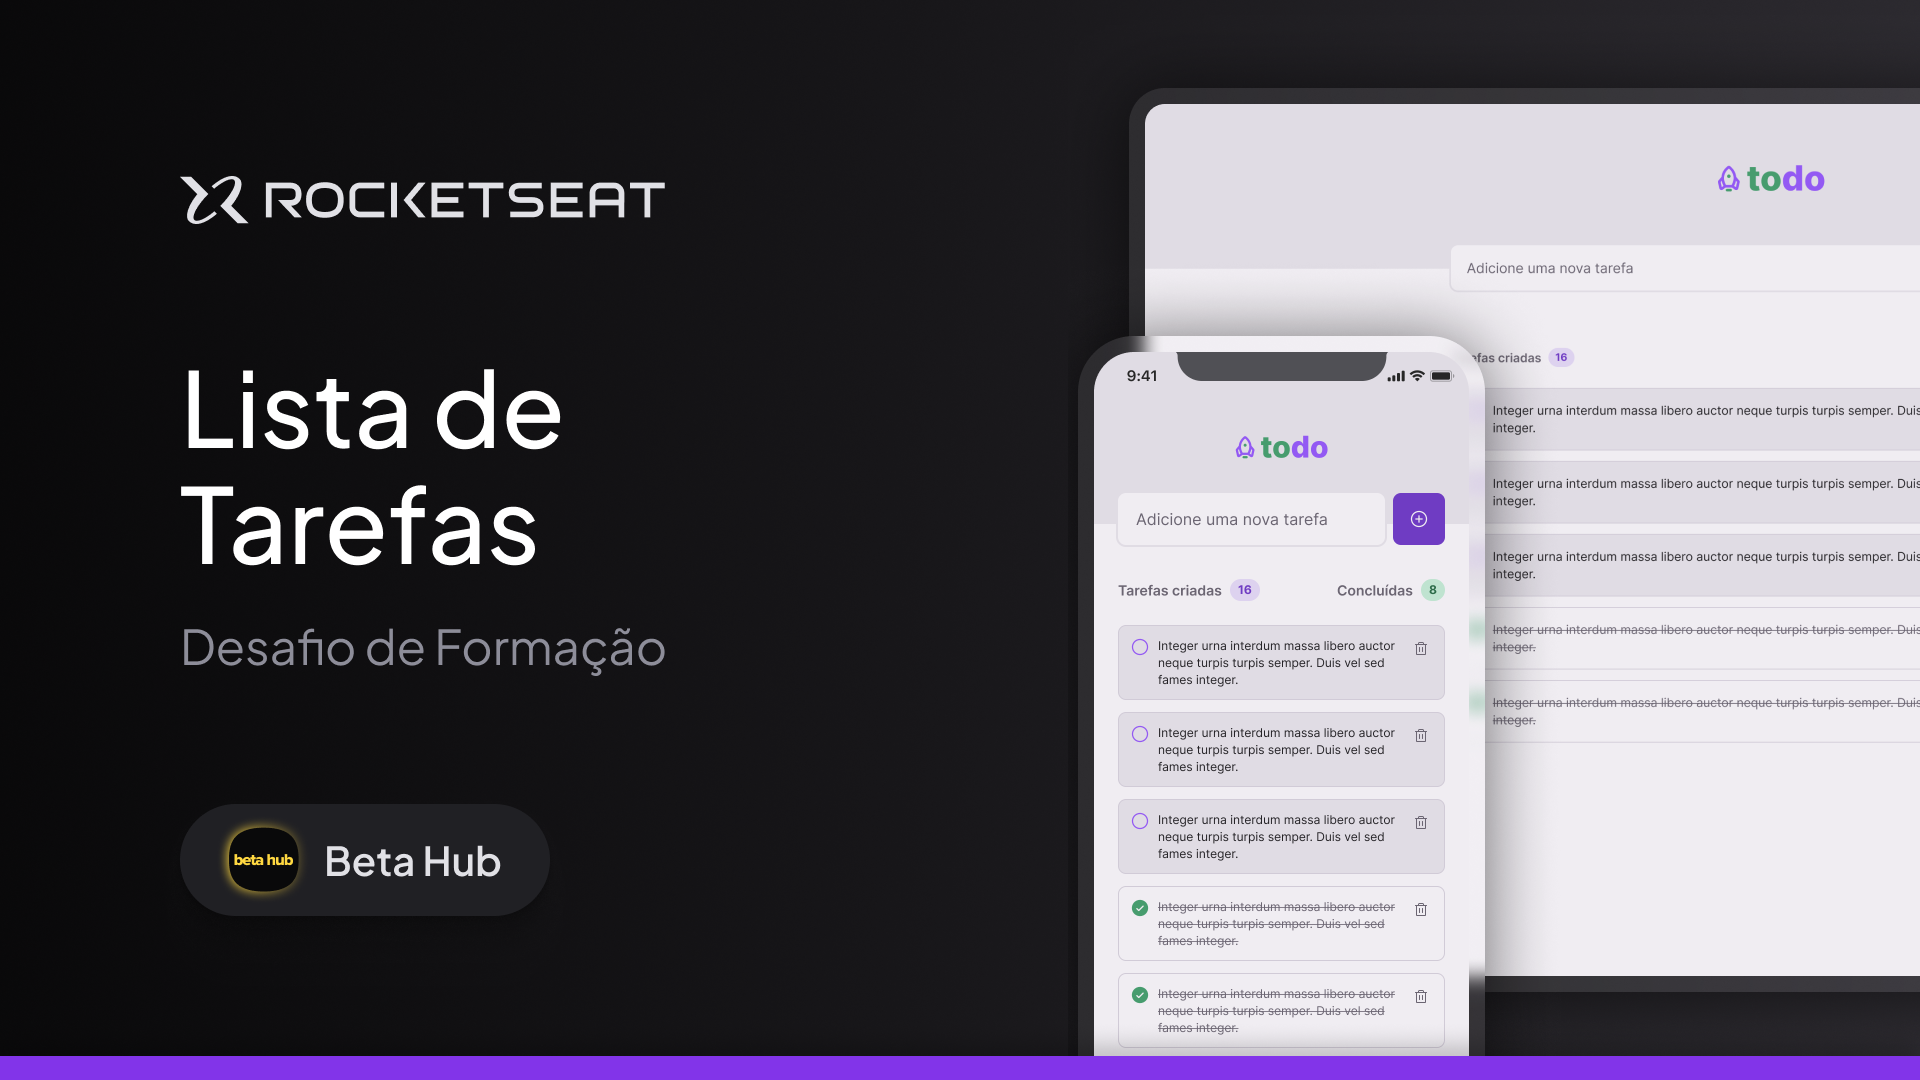 ROCKETSEAT
Lista de
Tarefas
Desafio de Formação
beta hub
Beta Hub
todo
Adicione uma nova tarefa
efas criadas 16
Integer urna interdum massa libero auctor neque turpis turpis semper. Duis
integer.
Integer urna interdum massa libero auctor neque turpis turpis semper. Duis
integer.
Integer urna interdum massa libero auctor neque turpis turpis semper. Duis
integer.
Integer urna interdum massa libero auctor neque turpis turpis semper. Duis
integer.
Integer urna interdum massa libero auctor neque turpis turpis semper. Duis
integer.
9:41
todo
Adicione uma nova tarefa
Tarefas criadas 16 Concluídas 8
Integer urna interdum massa libero auctor
neque turpis turpis semper. Duis vel sed
fames integer.
Integer urna interdum massa libero auctor
neque turpis turpis semper. Duis vel sed
fames integer.
Integer urna interdum massa libero auctor
neque turpis turpis semper. Duis vel sed
fames integer.
Integer urna interdum massa libero auctor
neque turpis turpis semper. Duis vel sed
fames integer.
Integer urna interdum massa libero auctor
neque turpis turpis semper. Duis vel sed
fames integer.